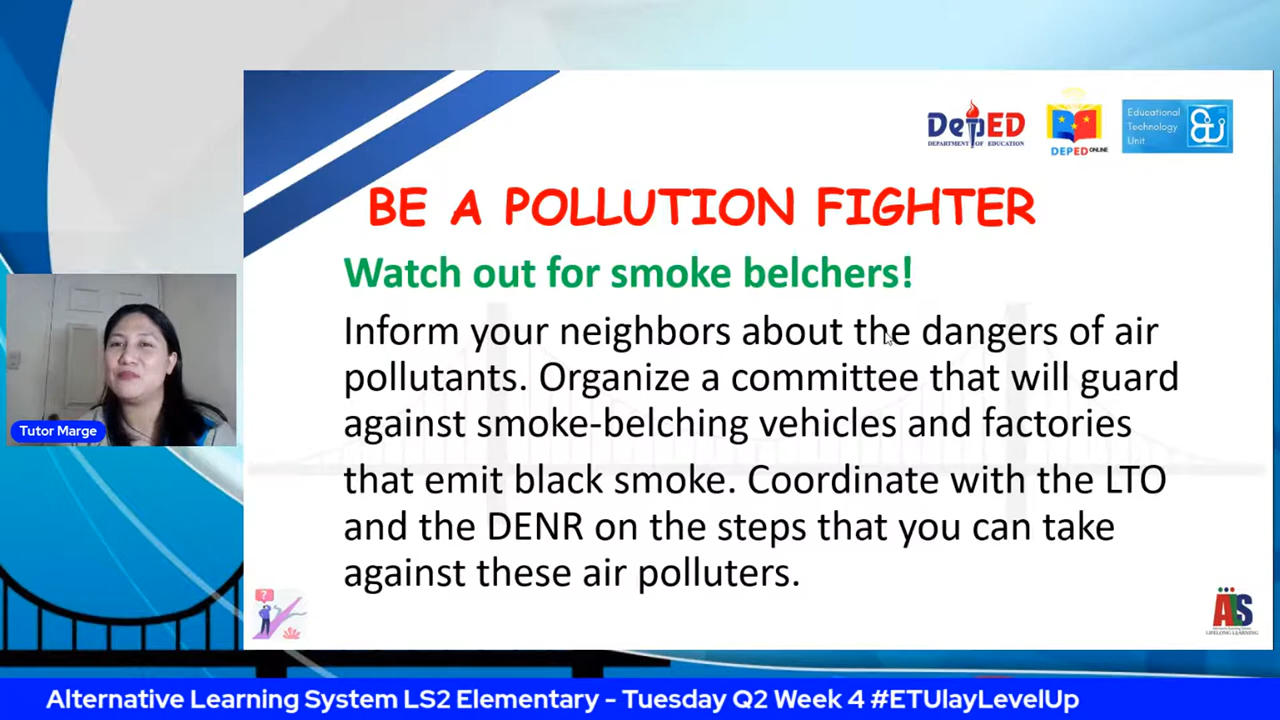 DepED
DEPARTMENT OF EDUCATION
DEPED ONLINE
Educational
Technology
Unit
BE A POLLUTION FIGHTER
Watch out for smoke belchers!
Inform your neighbors about the dangers of air
pollutants. Organize a committee that will guard
against smoke-belching vehicles and factories
that emit black smoke. Coordinate with the LTO
and the DENR on the steps that you can take
against these air polluters.
Tutor Marge
?
ALS
LIFELONG LEARNING
Alternative Learning System LS2 Elementary - Tuesday Q2 Week 4 #ETUlayLevelUp